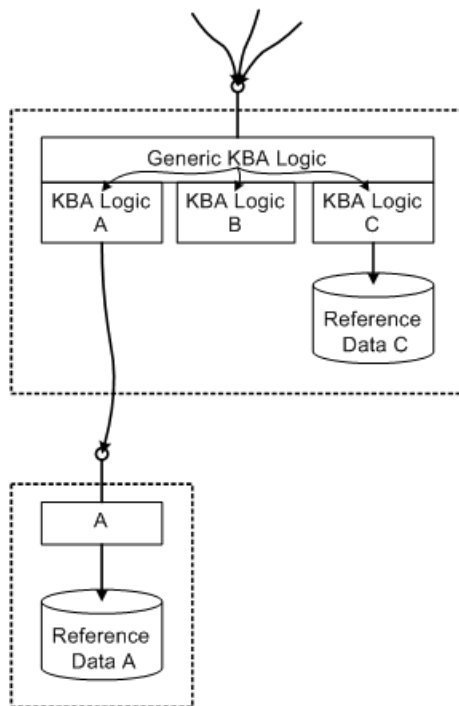 Generic KBA Logic
KBA Logic
A
KBA Logic
B
KBA Logic
C
Reference
Data C
A
Reference
Data A